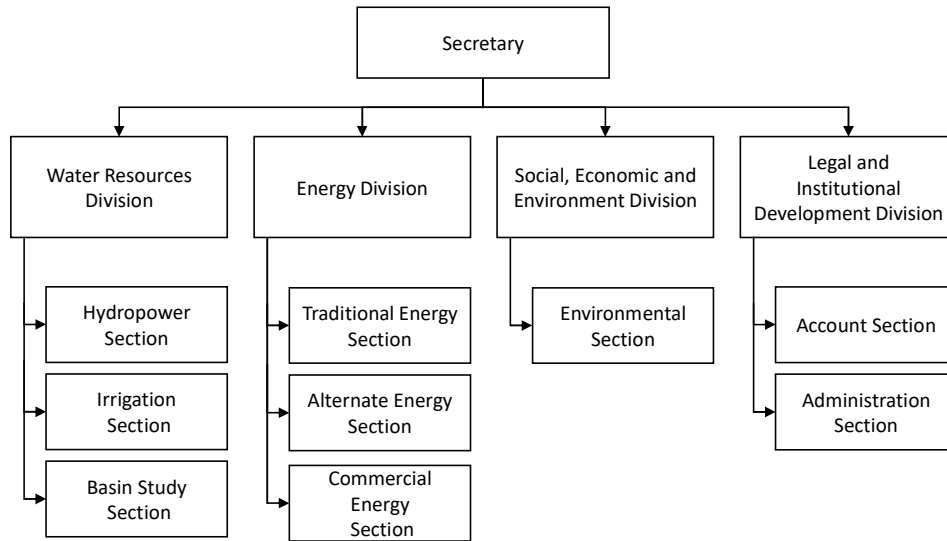 Secretary
Water Resources
Division
Energy Division
Social, Economic and
Environment Division
Legal and
Institutional
Development Division
Hydropower
Section
Irrigation
Section
Basin Study
Section
Traditional Energy
Section
Alternate Energy
Section
Commercial
Energy
Section
Environmental
Section
Account Section
Administration
Section